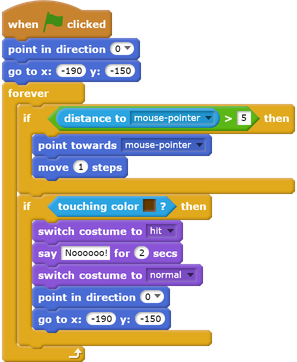 when clicked
point in direction 0
go to x: -190 y: -150
forever
if distance to mouse-pointer > 5 then
point towards mouse-pointer
move 1 steps
if touching color ? then
switch costume to hit
say Noooooo! for 2 secs
switch costume to normal
point in direction 0
go to x: -190 y: -150